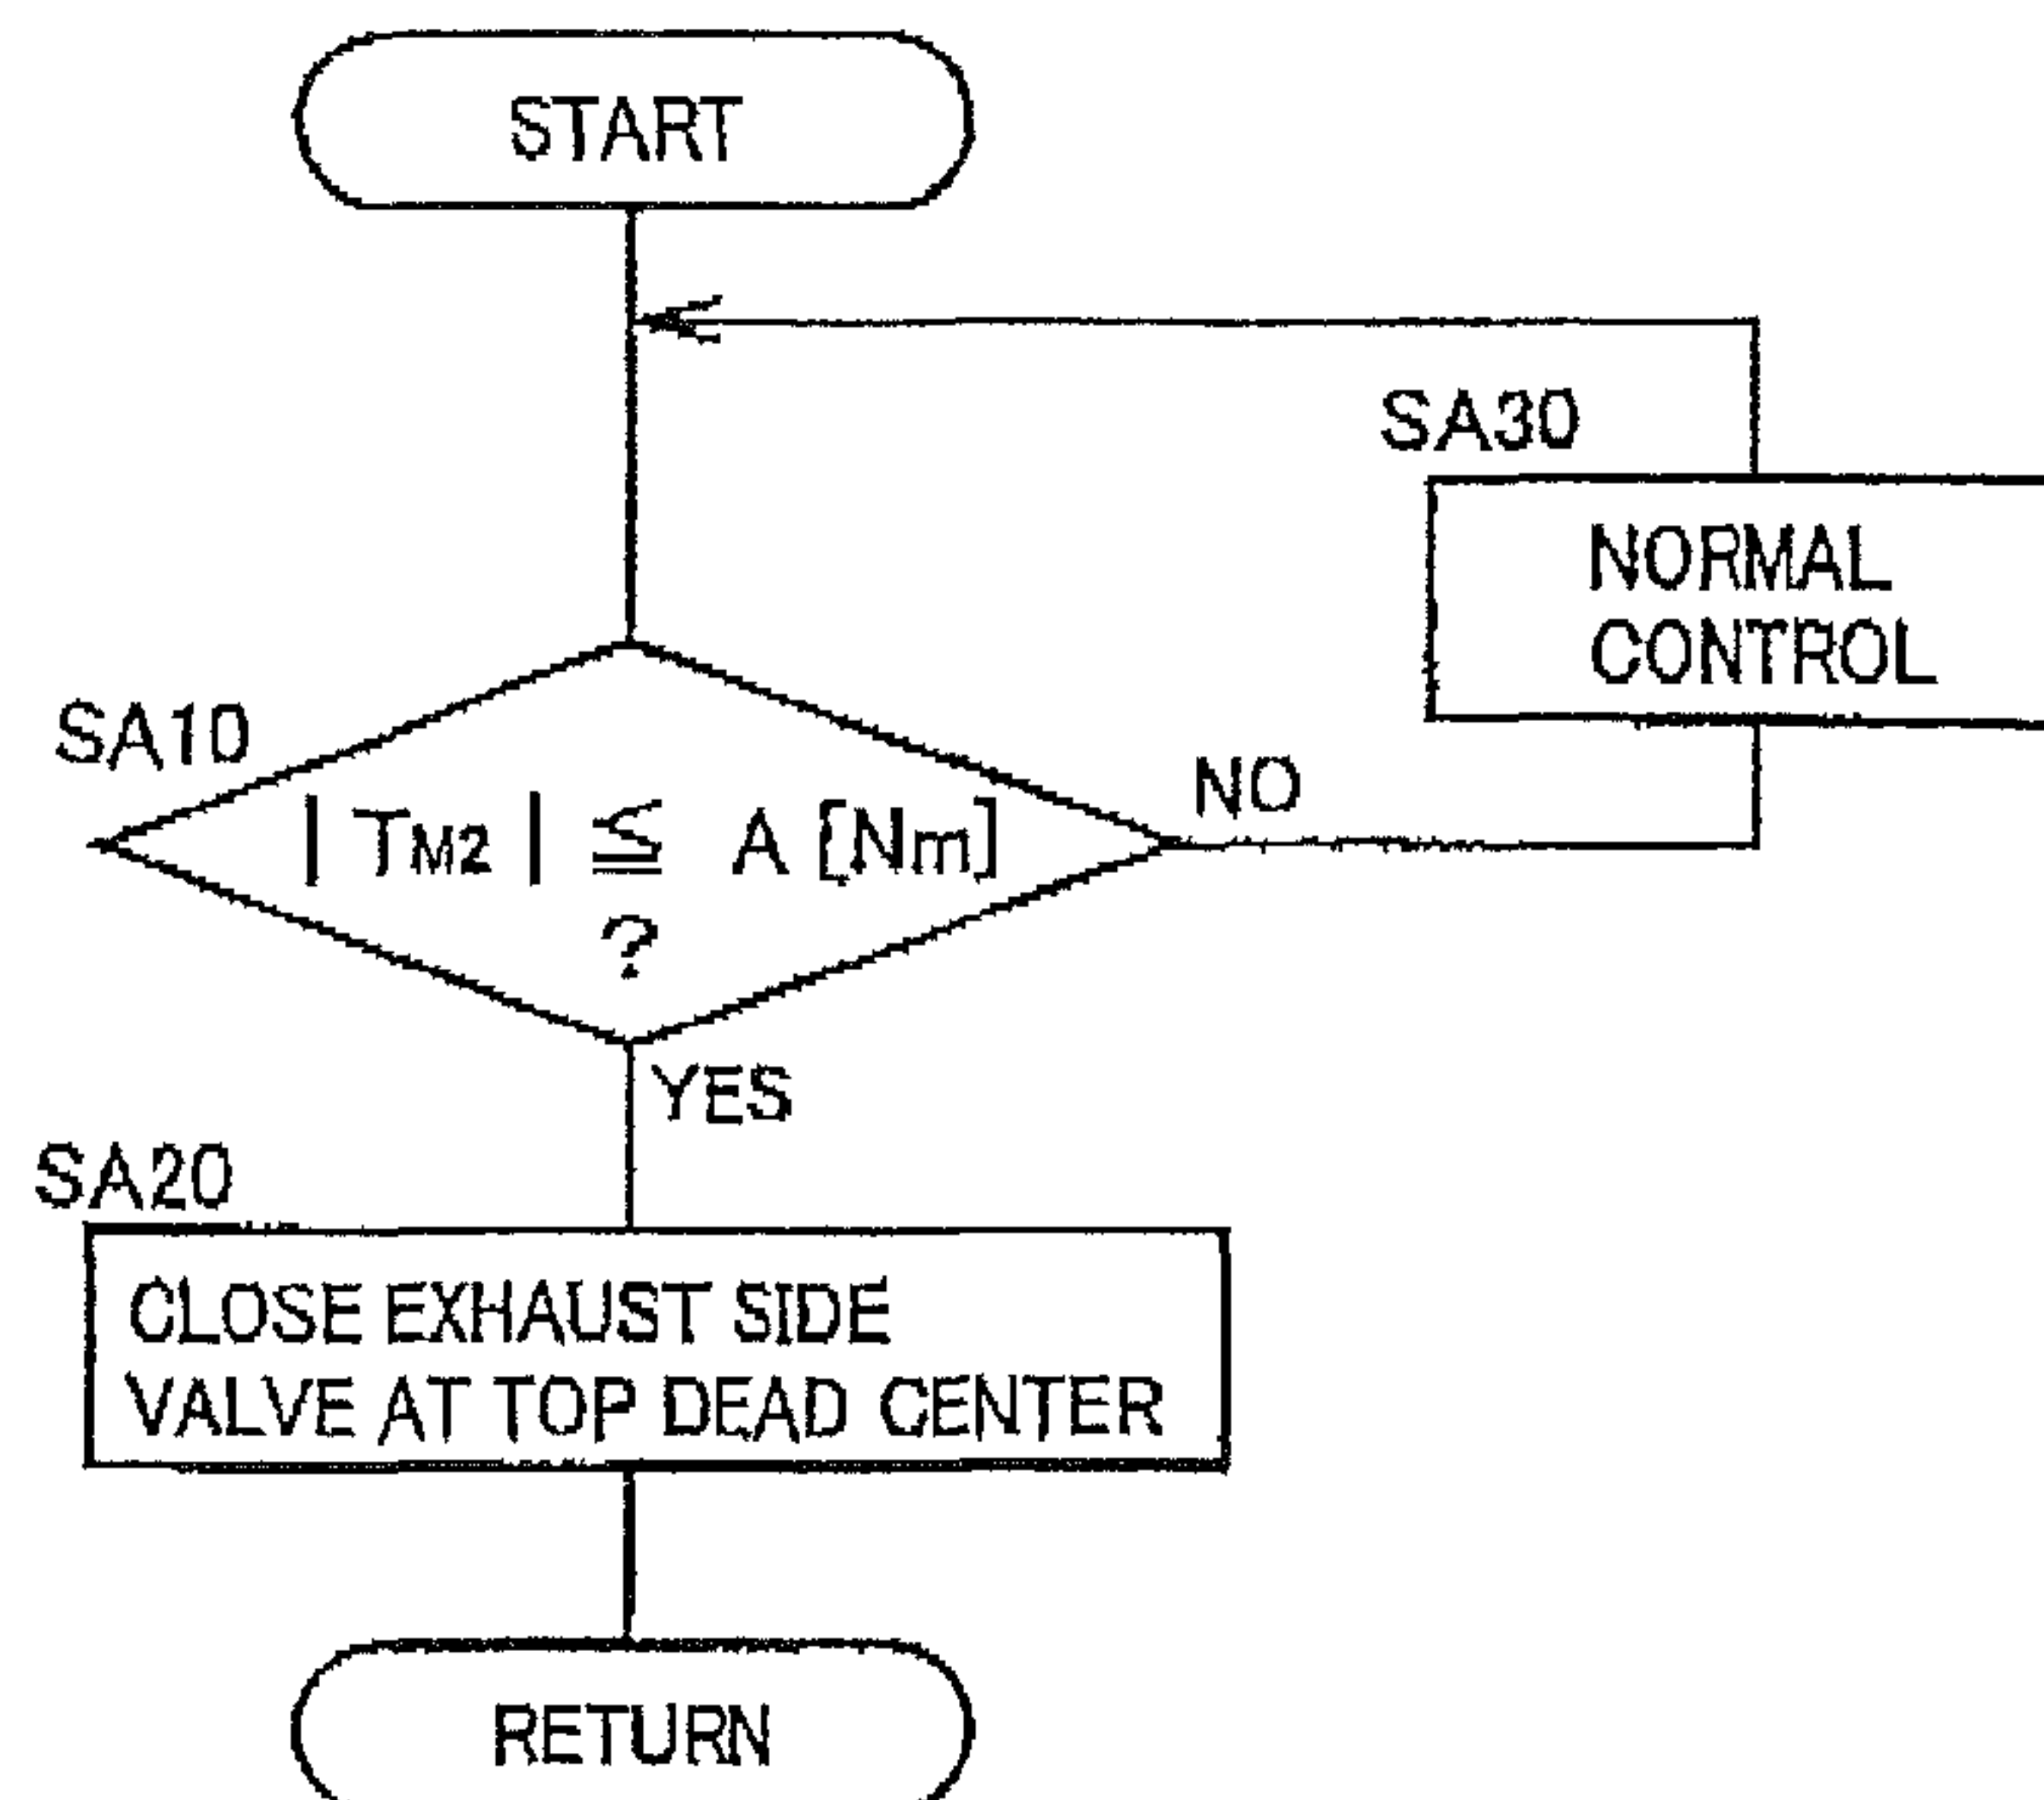 START
SA30
NORMAL
CONTROL
SA10
NO
| TM2 | ≦ A [Nm]
?
YES
SA20
CLOSE EXHAUST SIDE
VALVE AT TOP DEAD CENTER
RETURN